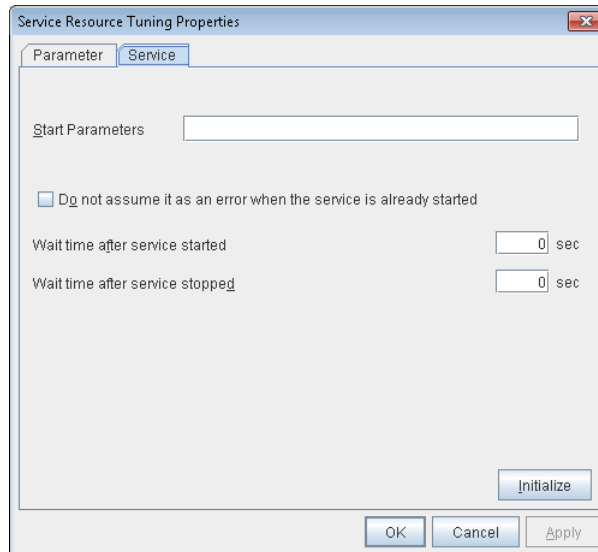 Service Resource Tuning Properties
Parameter Service
Start Parameters
Do not assume it as an error when the service is already started
Wait time after service started 0 sec
Wait time after service stopped 0 sec
Initialize
OK Cancel Apply